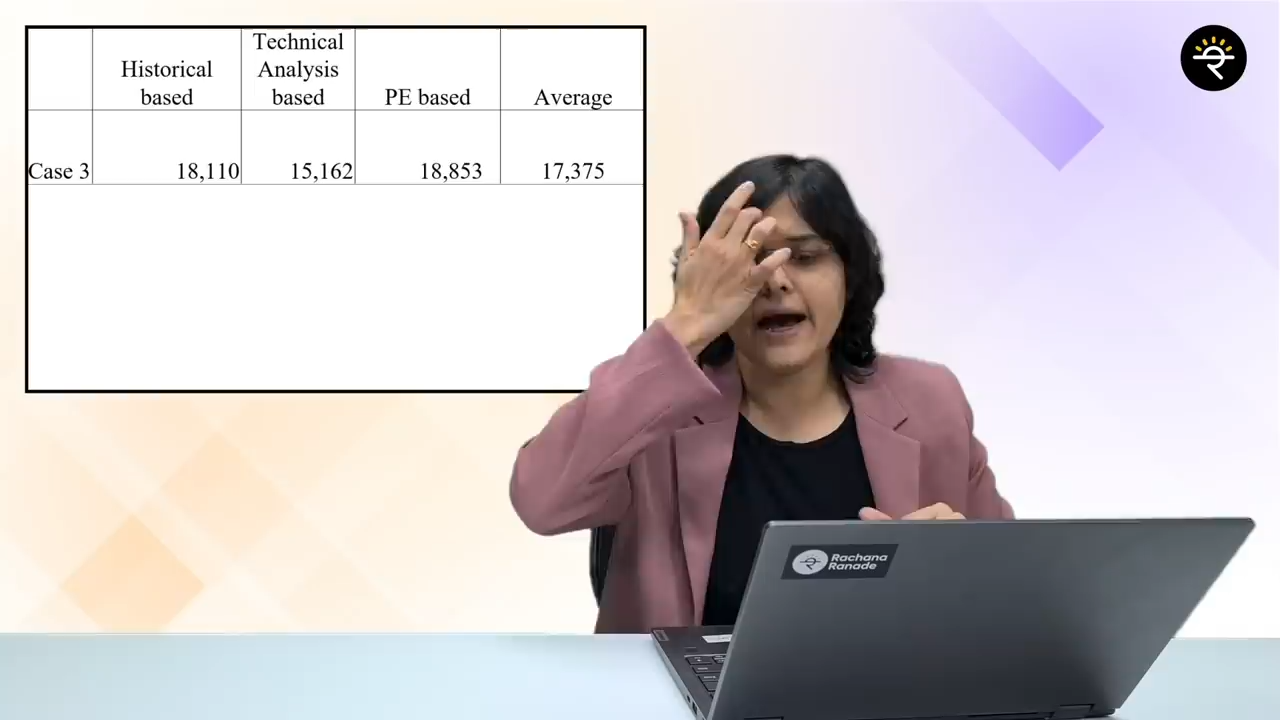 Historical based
Technical Analysis based
PE based
Average
Case 3
18,110
15,162
18,853
17,375
Rachana
Ranade